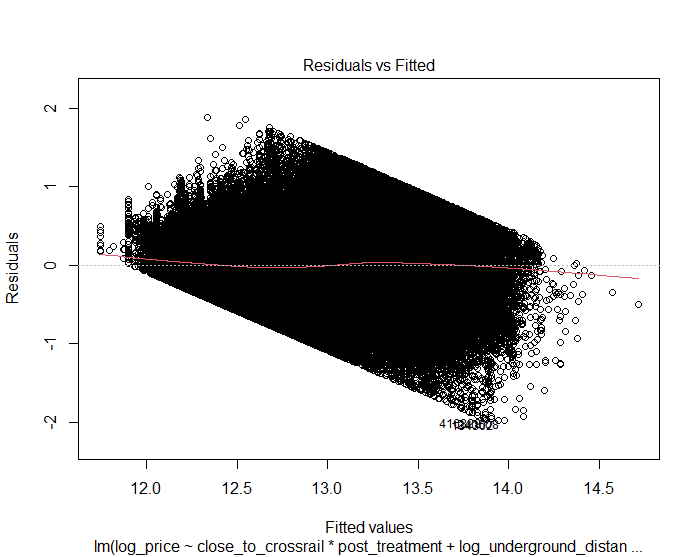 Residuals vs Fitted
2
1
0
-1
-2
Residuals
12.0 12.5 13.0 13.5 14.0 14.5
Fitted values
lm(log_price ~ close_to_crossrail * post_treatment + log_underground_distan ...